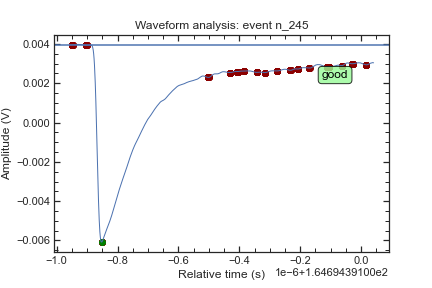 Waveform analysis: event n_245
Amplitude (V)
0.004
0.002
0.000
−0.002
−0.004
−0.006
good
−1.0 −0.8 −0.6 −0.4 −0.2 0.0
Relative time (s)
1e−6+1.6469439100e2